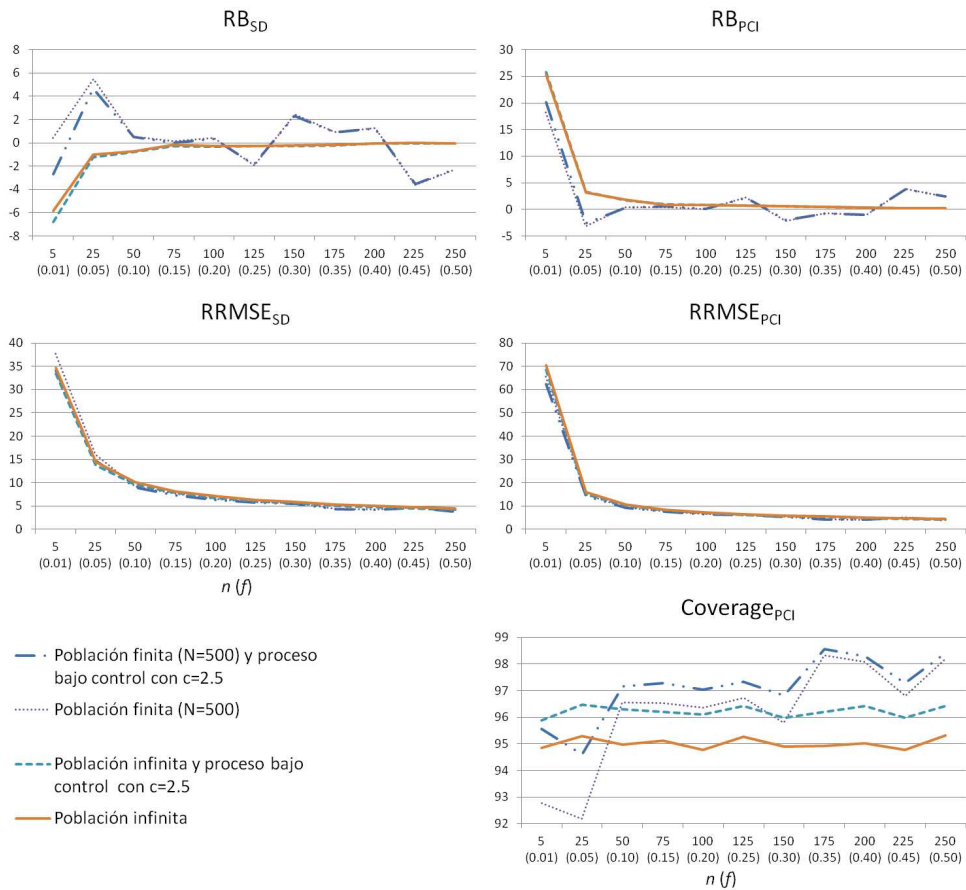 RB_SD
8
6
4
2
0
-2
-4
-6
-8
5 25 50 75 100 125 150 175 200 225 250
(0.01) (0.05) (0.10) (0.15) (0.20) (0.25) (0.30) (0.35) (0.40) (0.45) (0.50)
RB_PCI
30
25
20
15
10
5
0
-5
5 25 50 75 100 125 150 175 200 225 250
(0.01) (0.05) (0.10) (0.15) (0.20) (0.25) (0.30) (0.35) (0.40) (0.45) (0.50)
RRMSE_SD
40
35
30
25
20
15
10
5
0
5 25 50 75 100 125 150 175 200 225 250
(0.01) (0.05) (0.10) (0.15) (0.20) (0.25) (0.30) (0.35) (0.40) (0.45) (0.50)
n (f)
RRMSE_PCI
80
70
60
50
40
30
20
10
0
5 25 50 75 100 125 150 175 200 225 250
(0.01) (0.05) (0.10) (0.15) (0.20) (0.25) (0.30) (0.35) (0.40) (0.45) (0.50)
Población finita (N=500) y proceso
bajo control con c=2.5
Población finita (N=500)
Población infinita y proceso bajo
control con c=2.5
Población infinita
Coverage_PCI
99
98
97
96
95
94
93
92
5 25 50 75 100 125 150 175 200 225 250
(0.01) (0.05) (0.10) (0.15) (0.20) (0.25) (0.30) (0.35) (0.40) (0.45) (0.50)
n (f)